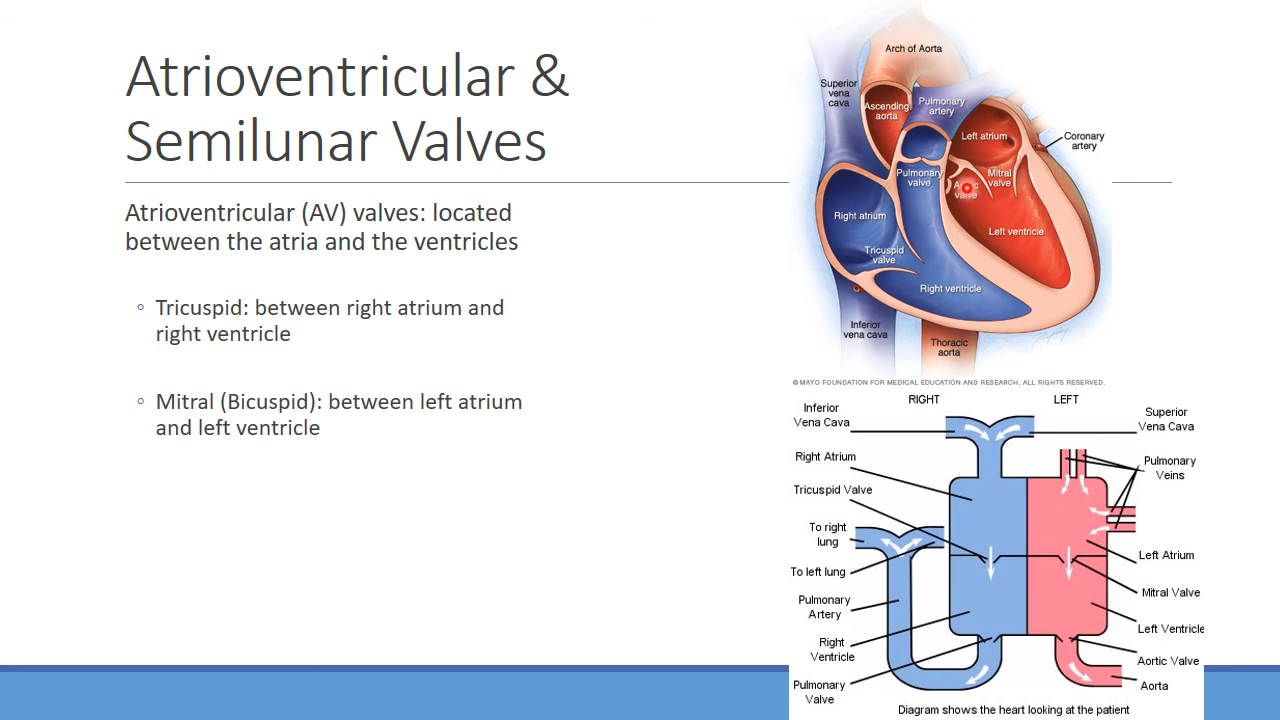 Atrioventricular &
Semilunar Valves
Atrioventricular (AV) valves: located
between the atria and the ventricles
◦ Tricuspid: between right atrium and
right ventricle
◦ Mitral (Bicuspid): between left atrium
and left ventricle
Arch of Aorta
Superior
vena
cava
Ascending
aorta
Pulmonary
artery
Left atrium
Coronary
artery
Pulmonary
valve
Mitral
valve
valve
Right atrium
Left ventricle
Tricuspid
valve
Right ventricle
Inferior
vena cava
Thoracic
aorta
© MAYO FOUNDATION FOR MEDICAL EDUCATION AND RESEARCH. ALL RIGHTS RESERVED.
RIGHT
LEFT
Inferior
Vena Cava
Superior
Vena Cava
Right Atrium
Pulmonary
Veins
Tricuspid Valve
To right
lung
Left Atrium
To left lung
Mitral Valve
Pulmonary
Artery
Left Ventricle
Right
Ventricle
Aortic Valve
Pulmonary
Valve
Aorta
Diagram shows the heart looking at the patient